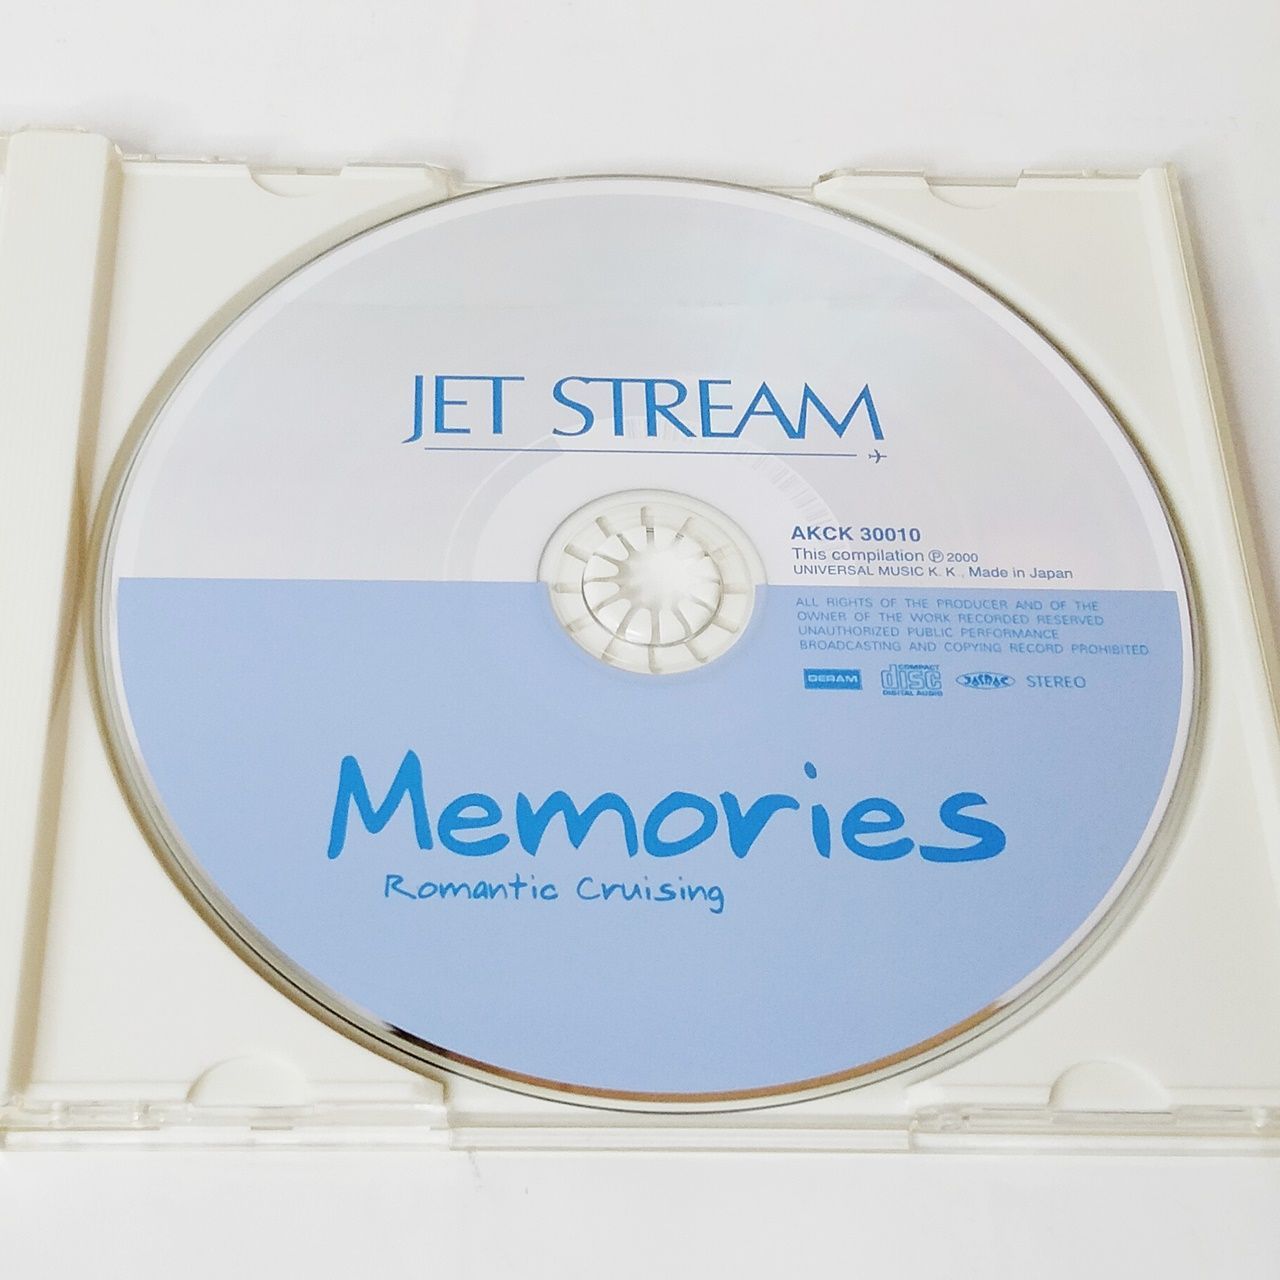 JET STREAM
AKCK 30010
This compilation Ⓟ 2000
UNIVERSAL MUSIC K. K., Made in Japan
ALL RIGHTS OF THE PRODUCER AND OF THE
OWNER OF THE WORK RECORDED RESERVED
UNAUTHORIZED PUBLIC PERFORMANCE
BROADCASTING AND COPYING RECORD PROHIBITED
DERAM COMPACT disc DIGITAL AUDIO JASRAC STEREO
Memories
Romantic Cruising